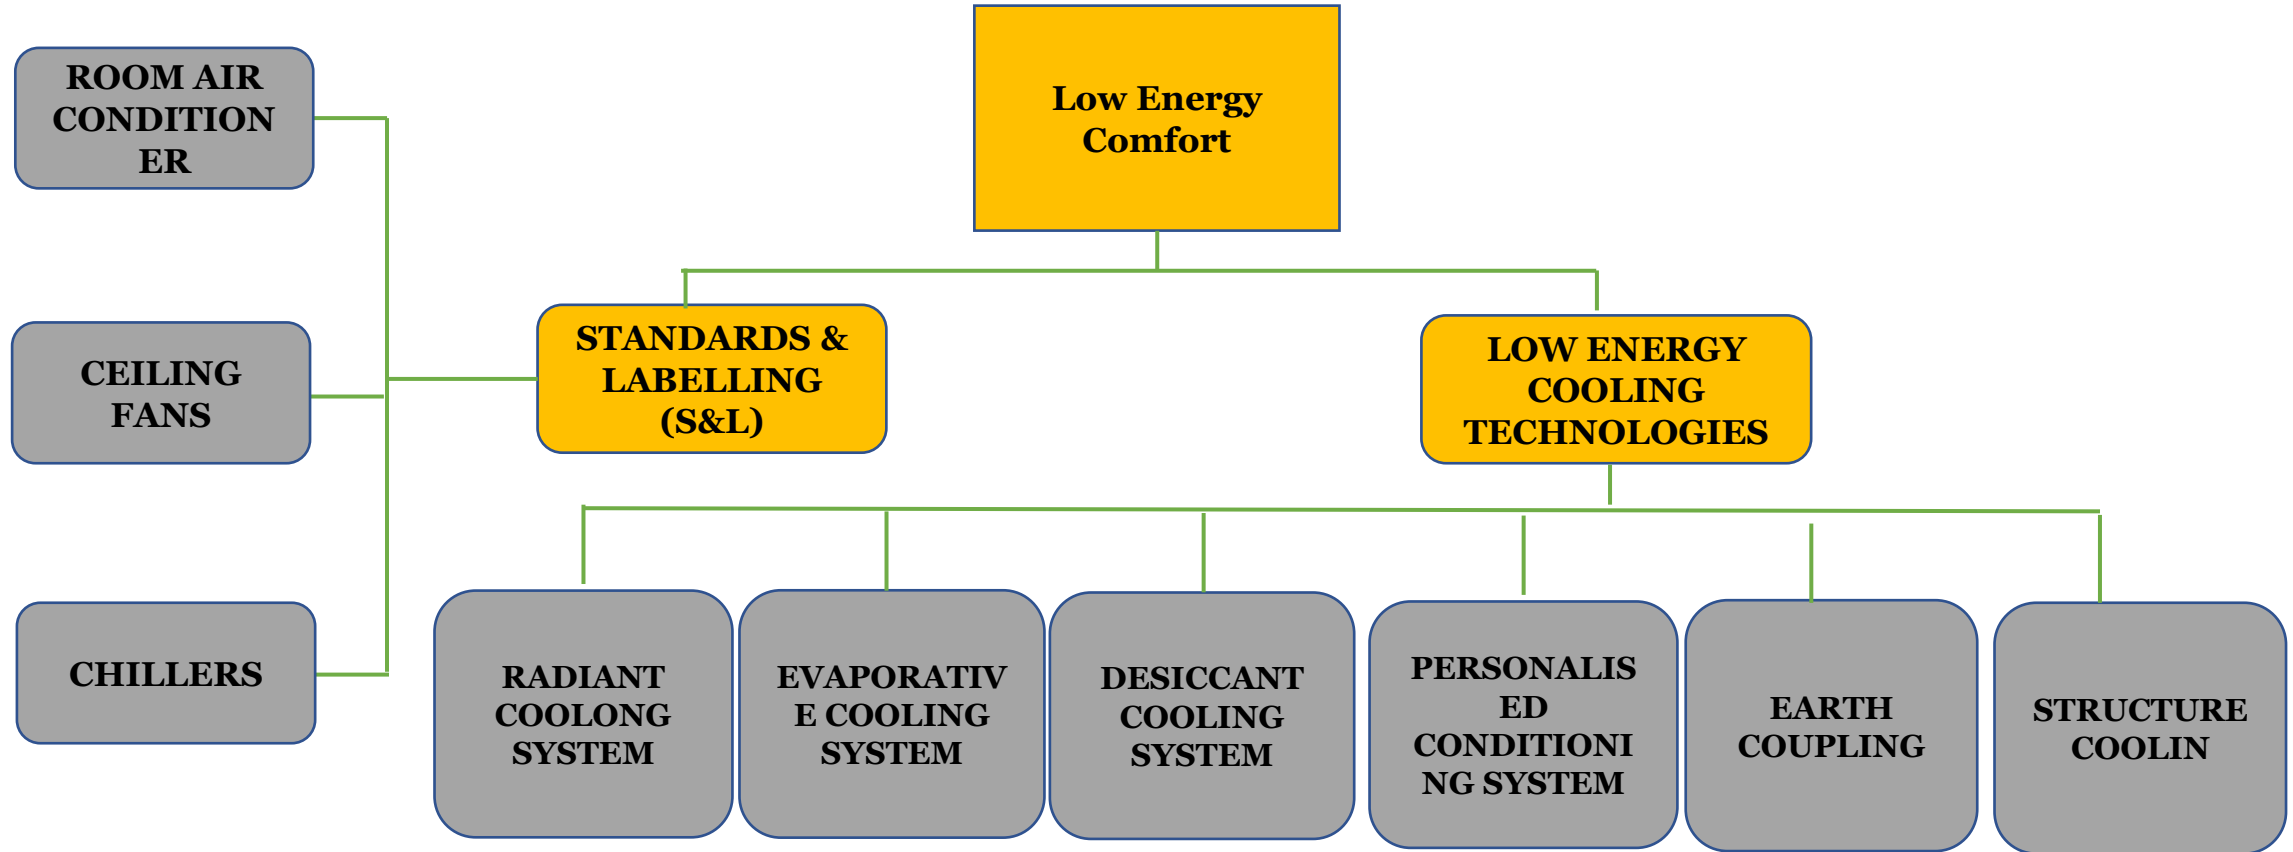 Low Energy
Comfort
ROOM AIR
CONDITION
ER
CEILING
FANS
CHILLERS
STANDARDS &
LABELLING
(S&L)
LOW ENERGY
COOLING
TECHNOLOGIES
RADIANT
COOLONG
SYSTEM
EVAPORATIV
E COOLING
SYSTEM
DESICCANT
COOLING
SYSTEM
PERSONALIS
ED
CONDITIONI
NG SYSTEM
EARTH
COUPLING
STRUCTURE
COOLIN